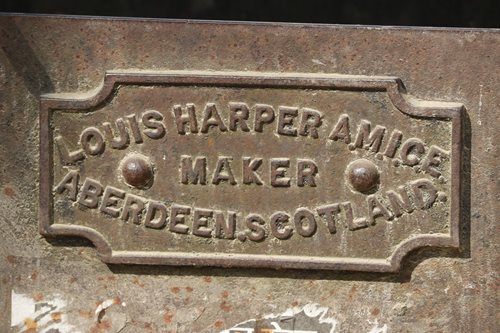 LOUIS HARPER A.M.I.C.E.
MAKER
ABERDEEN. SCOTLAND.